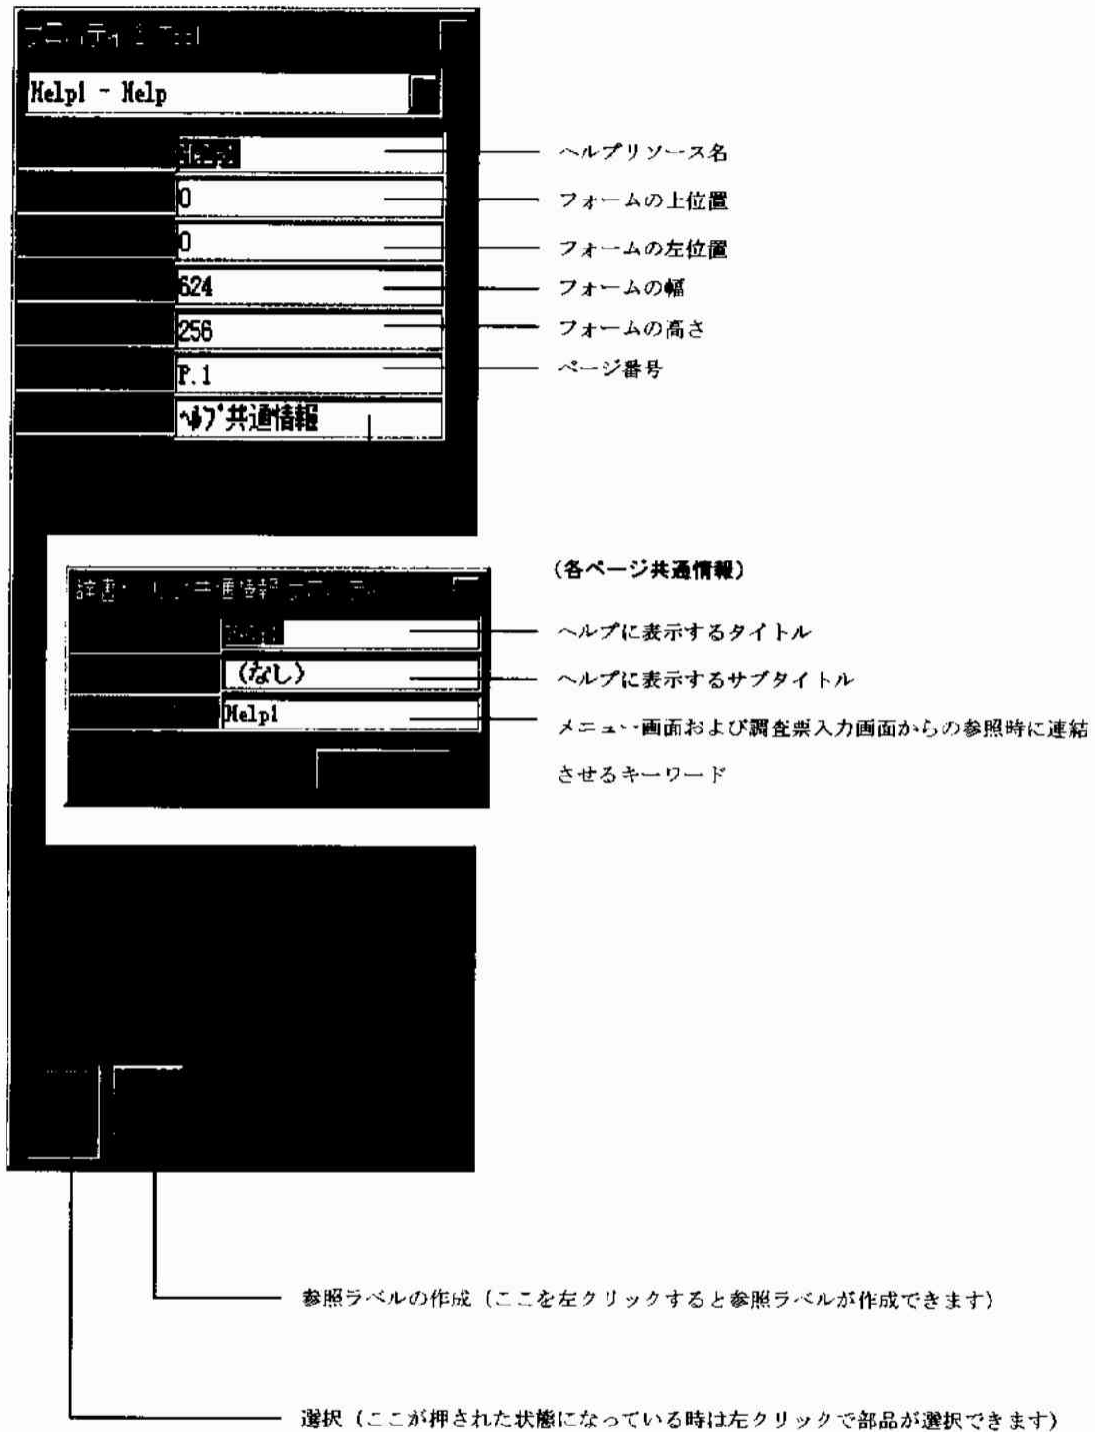 Help1 - Help
Help1
ヘルプリソース名
0
フォームの上位置
0
フォームの左位置
624
フォームの幅
256
フォームの高さ
P.1
ページ番号
ﾍﾙﾌﾟ共通情報
(各ページ共通情報)
ヘルプに表示するタイトル
(なし)
ヘルプに表示するサブタイトル
Help1
メニュー画面および調査票入力画面からの参照時に連結
させるキーワード
参照ラベルの作成(ここを左クリックすると参照ラベルが作成できます)
選択(ここが押された状態になっている時は左クリックで部品が選択できます)